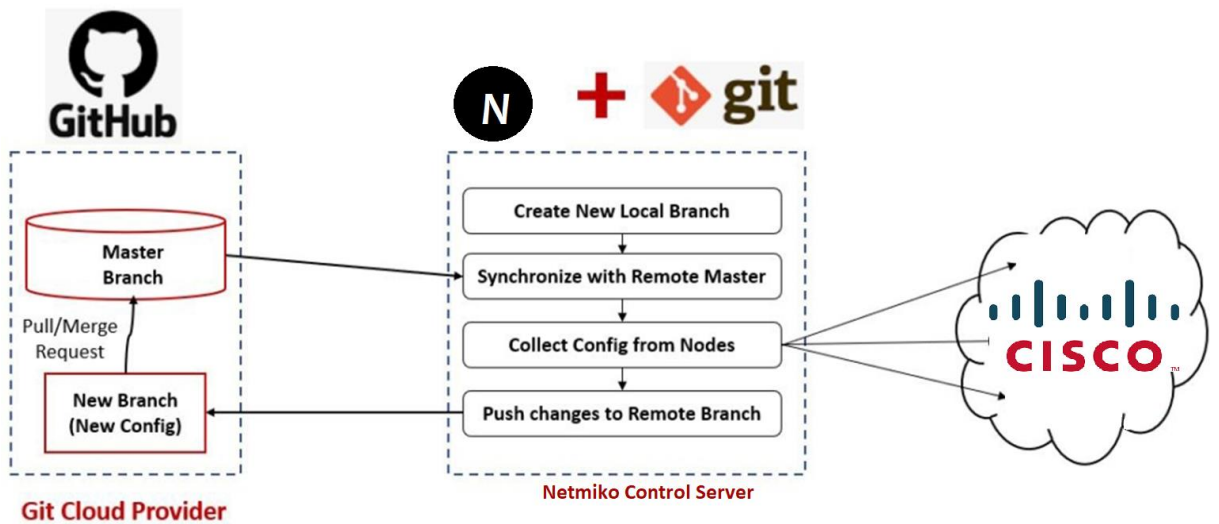 GitHub
N
git
Create New Local Branch
Master
Branch
Synchronize with Remote Master
Pull/Merge
Request
Collect Config from Nodes
CISCO
TM
New Branch
(New Config)
Push changes to Remote Branch
Netmiko Control Server
Git Cloud Provider